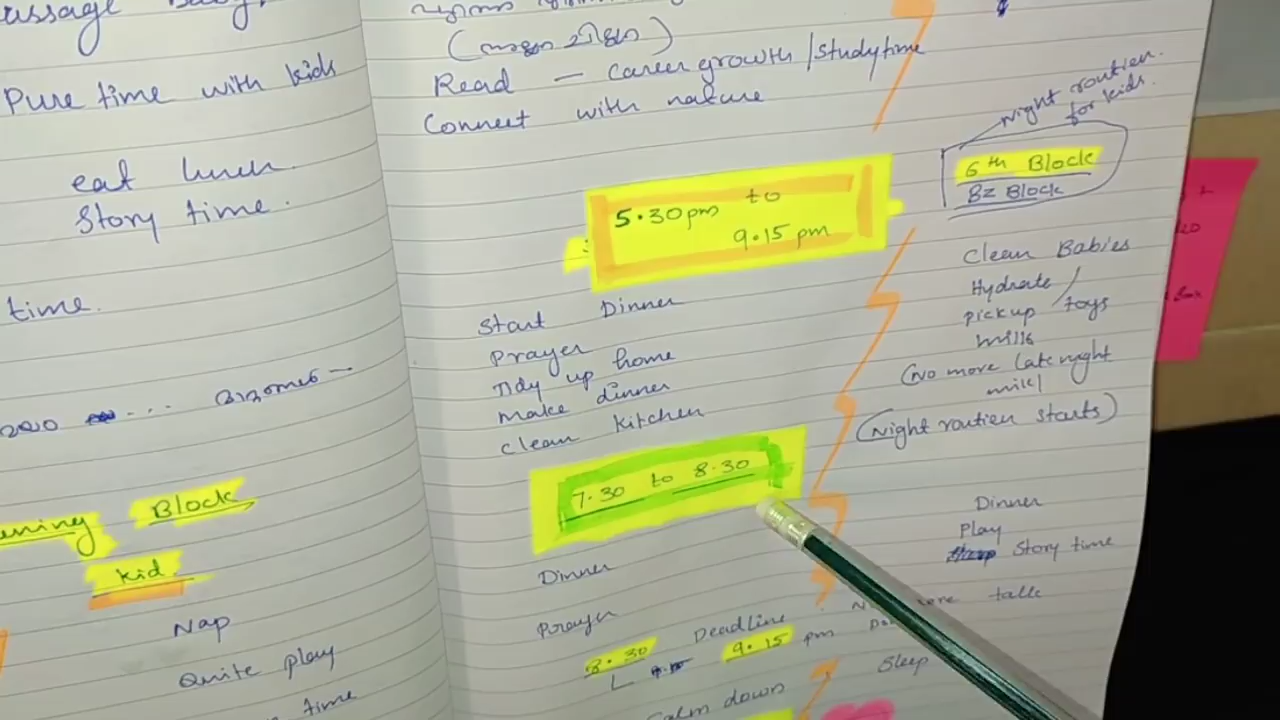 Pure time with kids
eat lunch.
Story time.
time.
Block
kid
Nap
Quite play
time
Read — career growth / study time
Connect with nature
5.30pm to
9.15 pm
Start Dinner
Prayer
Tidy up home
make dinner
clean kitchen
7.30 to 8.30
Dinner
Prayer
8.30 Deadline
9.15 pm
Calm down
Night routien
for kids.
6th Block
Bz Block
Clean Babies
Hydrate /
pickup toys
milk
(No more late night
milk)
(Night routien starts)
Dinner
Play
Story time
talk
Sleep